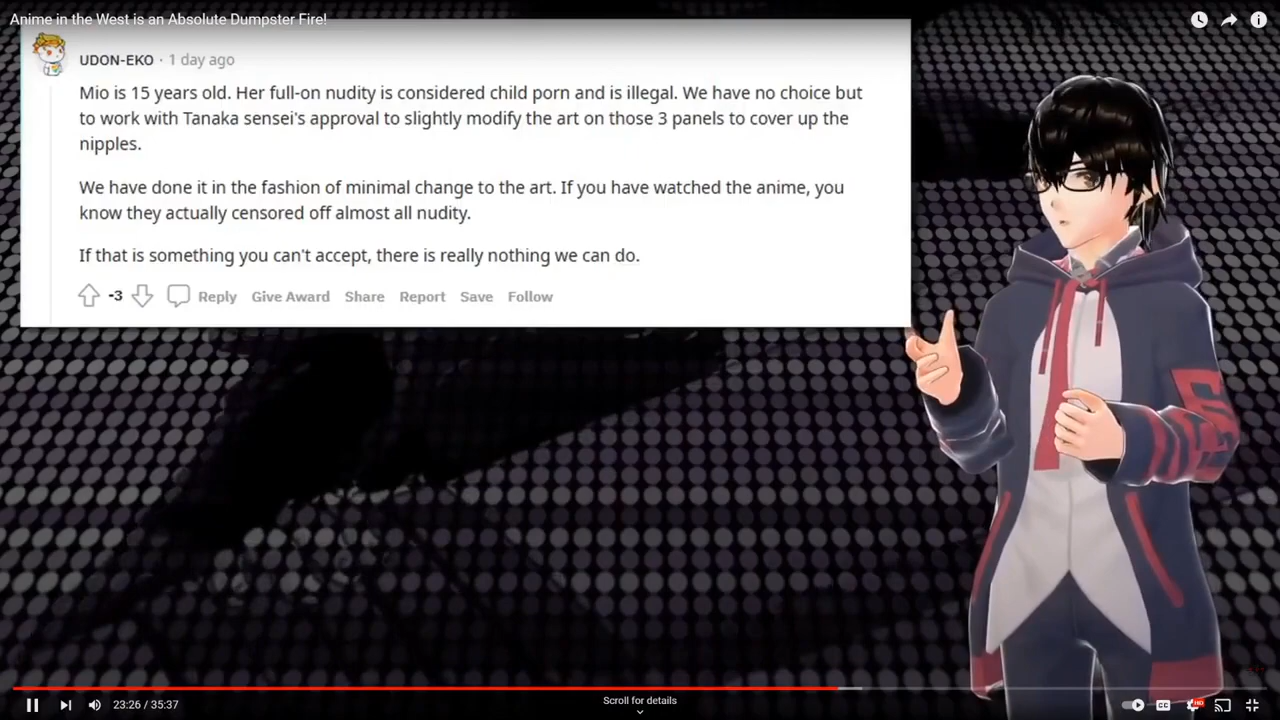 Anime in the West is an Absolute Dumpster Fire!
UDON-EKO · 1 day ago
Mio is 15 years old. Her full-on nudity is considered child porn and is illegal. We have no choice but
to work with Tanaka sensei's approval to slightly modify the art on those 3 panels to cover up the
nipples.
We have done it in the fashion of minimal change to the art. If you have watched the anime, you
know they actually censored off almost all nudity.
If that is something you can't accept, there is really nothing we can do.
-3 Reply Give Award Share Report Save Follow
23:26 / 35:37
Scroll for details
CC
HD